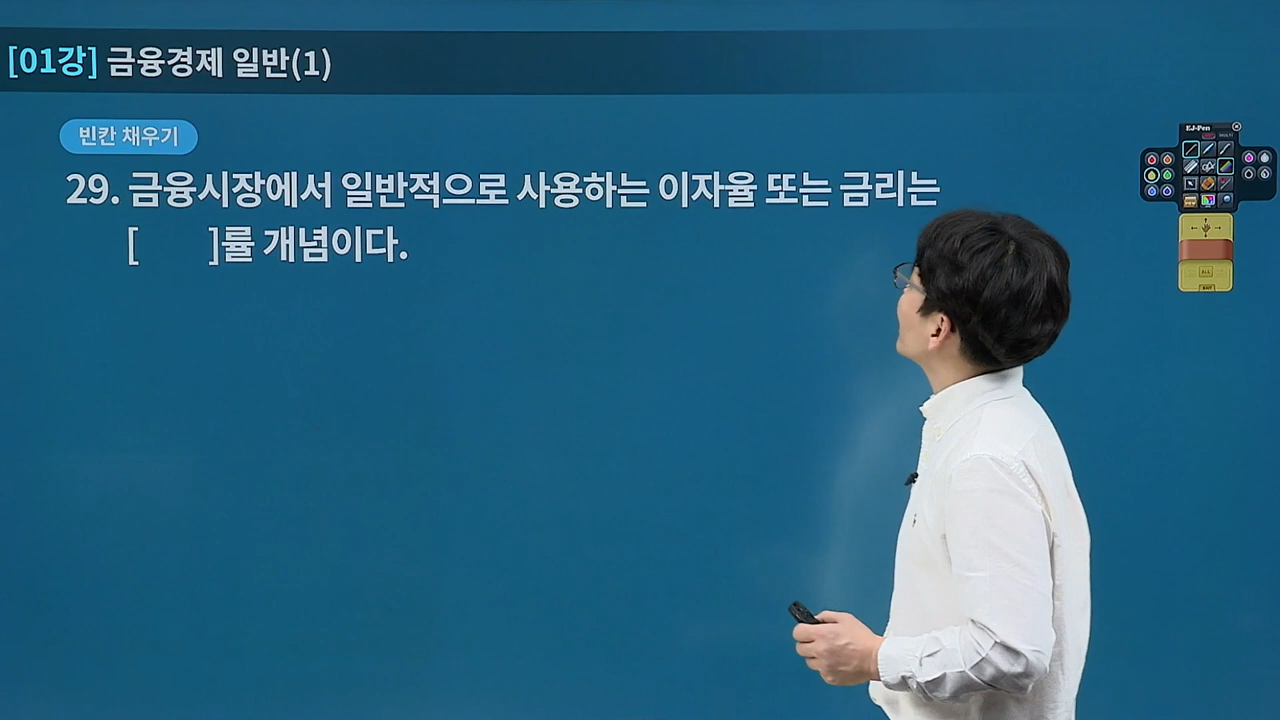 [01강] 금융경제 일반(1)
빈칸 채우기
29. 금융시장에서 일반적으로 사용하는 이자율 또는 금리는
[ ]률 개념이다.
EJ-Pen
ALL
EXIT